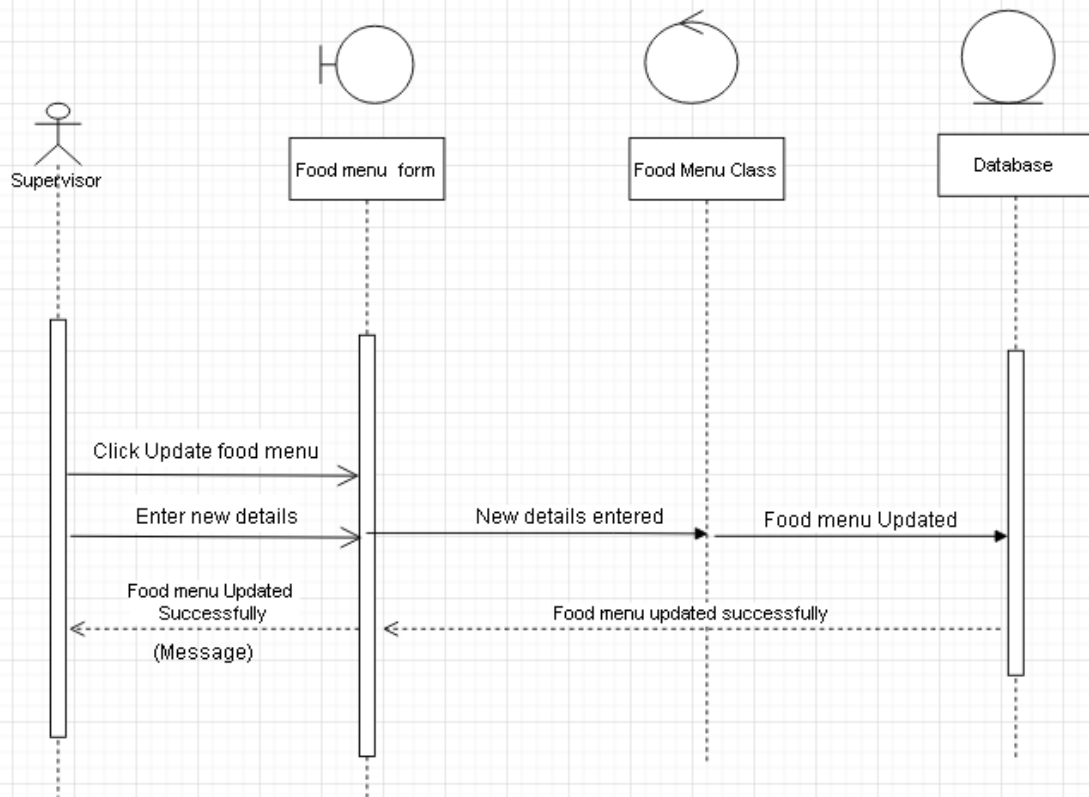 Supervisor
Food menu form
Food Menu Class
Database
Click Update food menu
Enter new details
New details entered
Food menu Updated
Food menu Updated
Successfully
(Message)
Food menu updated successfully